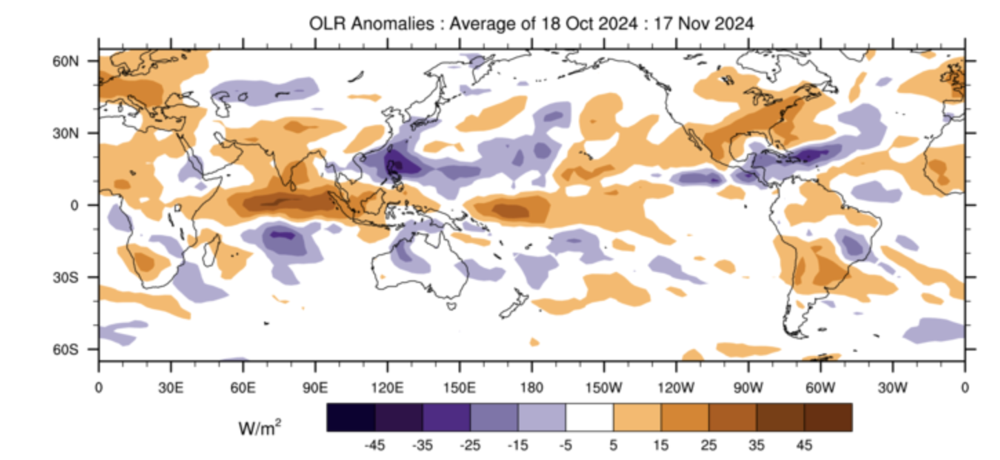 OLR Anomalies : Average of 18 Oct 2024 : 17 Nov 2024
60N
30N
0
30S
60S
0 30E 60E 90E 120E 150E 180 150W 120W 90W 60W 30W 0
W/m²
-45 -35 -25 -15 -5 5 15 25 35 45